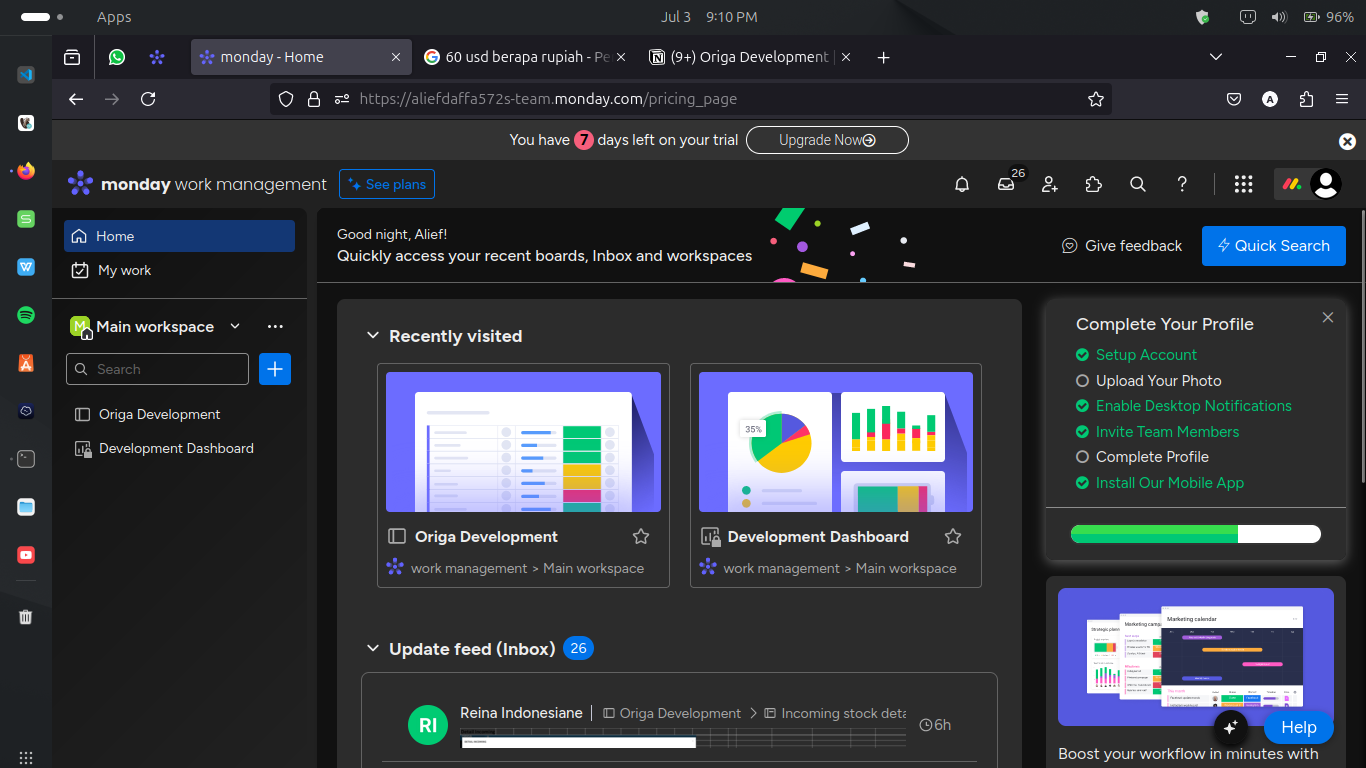 Apps
Jul 3 9:10 PM
96%
monday - Home
60 usd berapa rupiah - Pe
(9+) Origa Development
https://aliefdaffa572s-team.monday.com/pricing_page
You have 7 days left on your trial
Upgrade Now
monday work management
See plans
26
Home
My work
M
Main workspace
Search
Origa Development
Development Dashboard
Good night, Alief!
Quickly access your recent boards, Inbox and workspaces
Give feedback
Quick Search
Recently visited
Origa Development
work management > Main workspace
35%
Development Dashboard
work management > Main workspace
Update feed (Inbox) 26
RI
Reina Indonesiane
Origa Development > Incoming stock deta
6h
Complete Your Profile
Setup Account
Upload Your Photo
Enable Desktop Notifications
Invite Team Members
Complete Profile
Install Our Mobile App
Marketing calendar
Help
Boost your workflow in minutes with